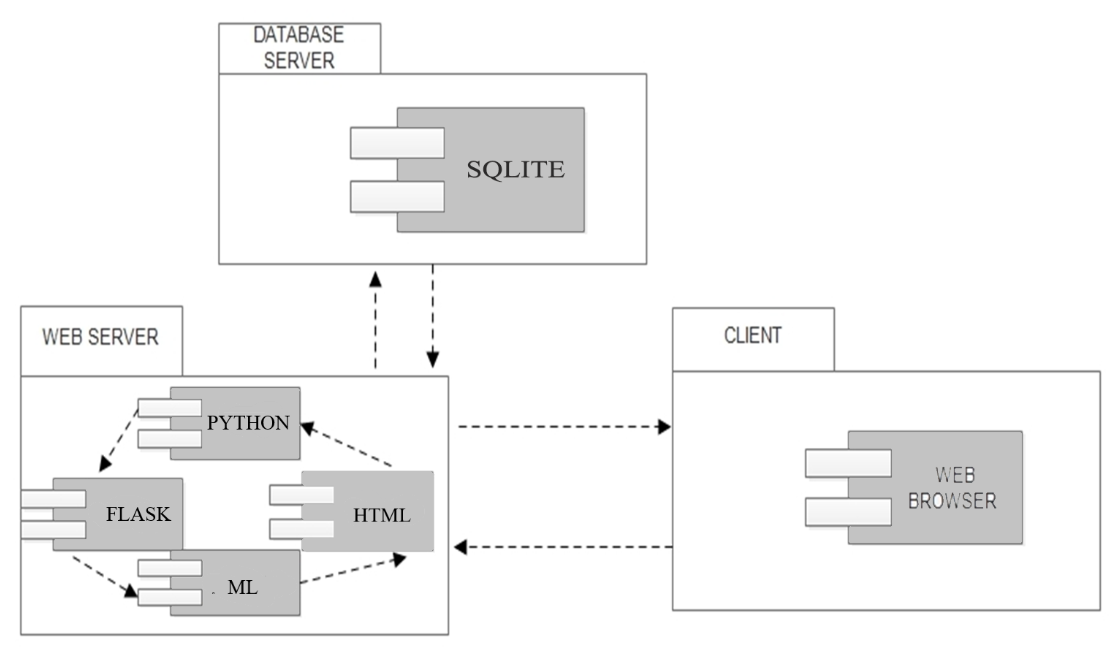 DATABASE
SERVER
SQLITE
WEB SERVER
CLIENT
PYTHON
FLASK
HTML
ML
WEB
BROWSER